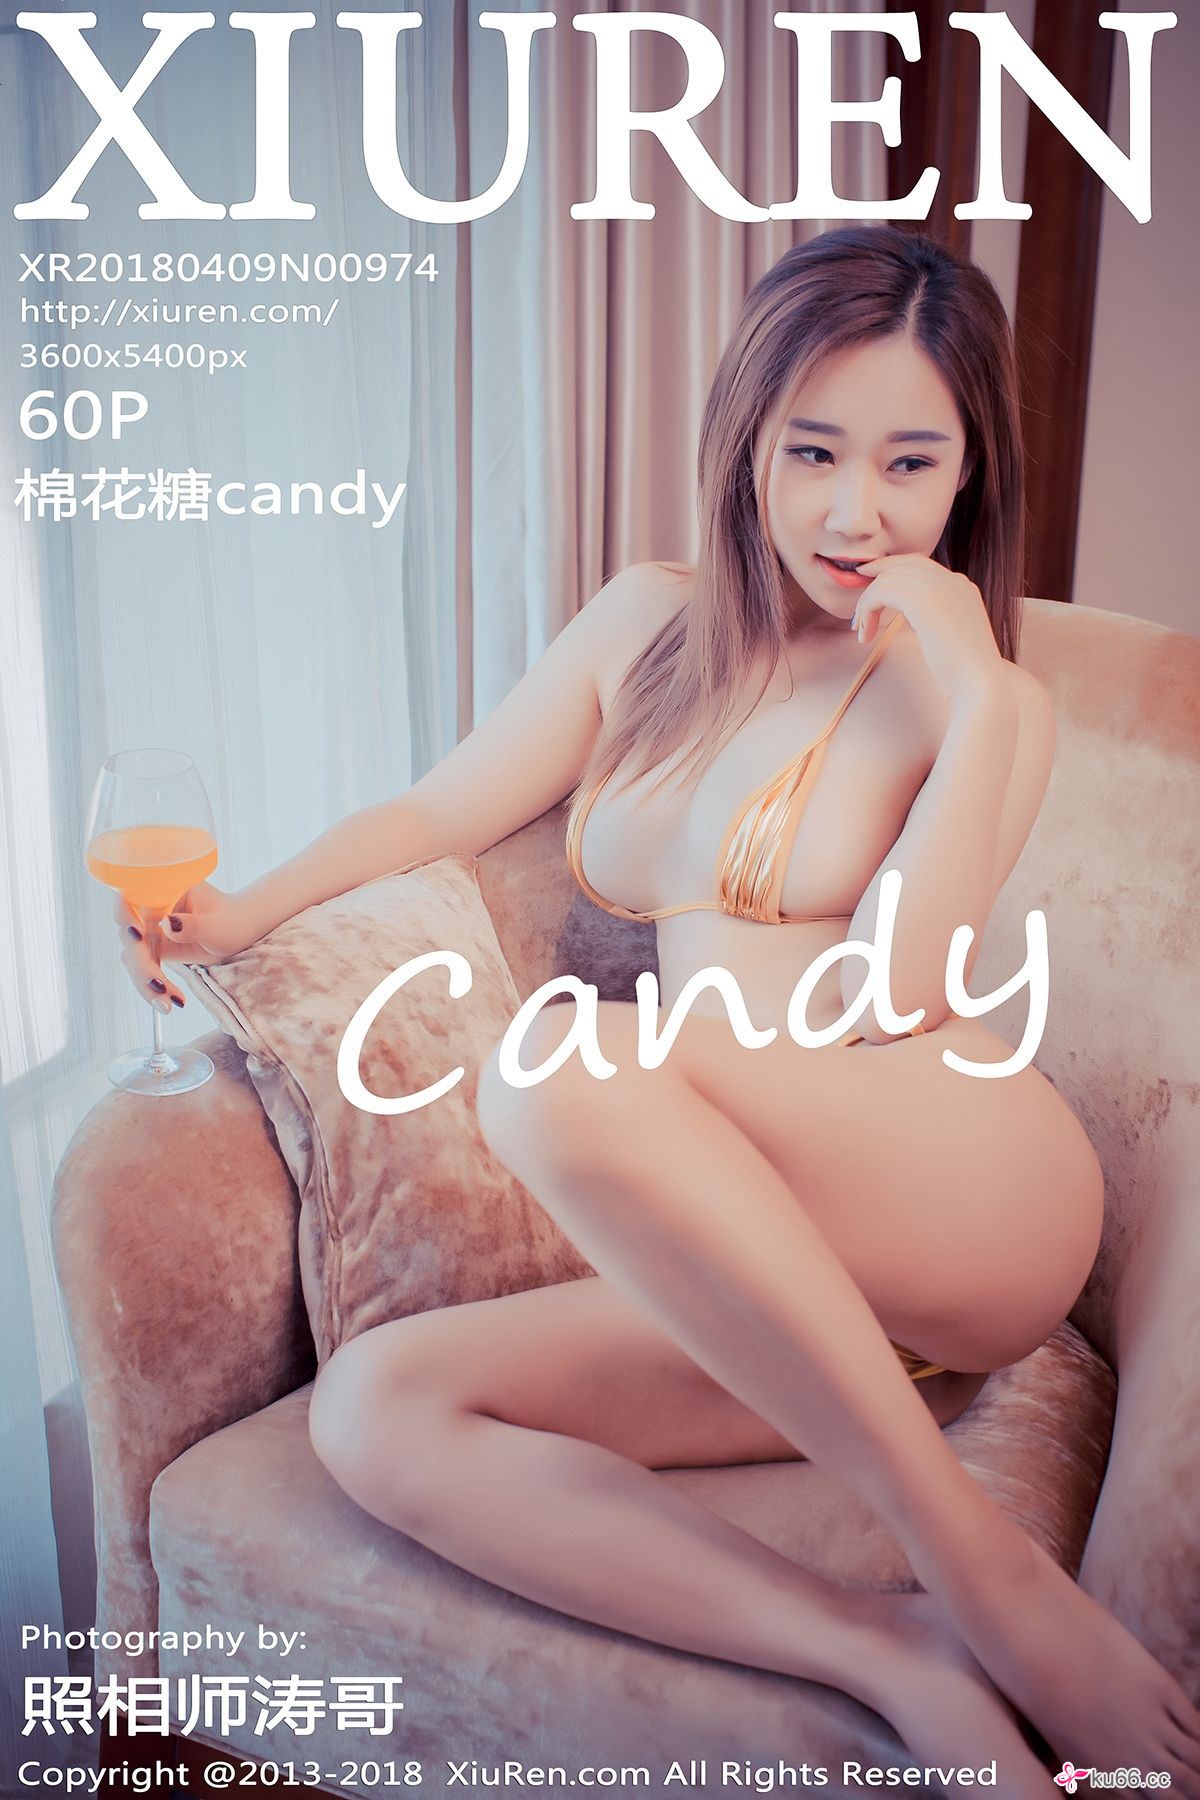 XIUREN
XR20180409N00974
http://xiuren.com/
3600x5400px
60P
棉花糖candy
Candy
Photography by:
照相师涛哥
Copyright @2013-2018 XiuRen.com All Rights Reserved
ku66.cc